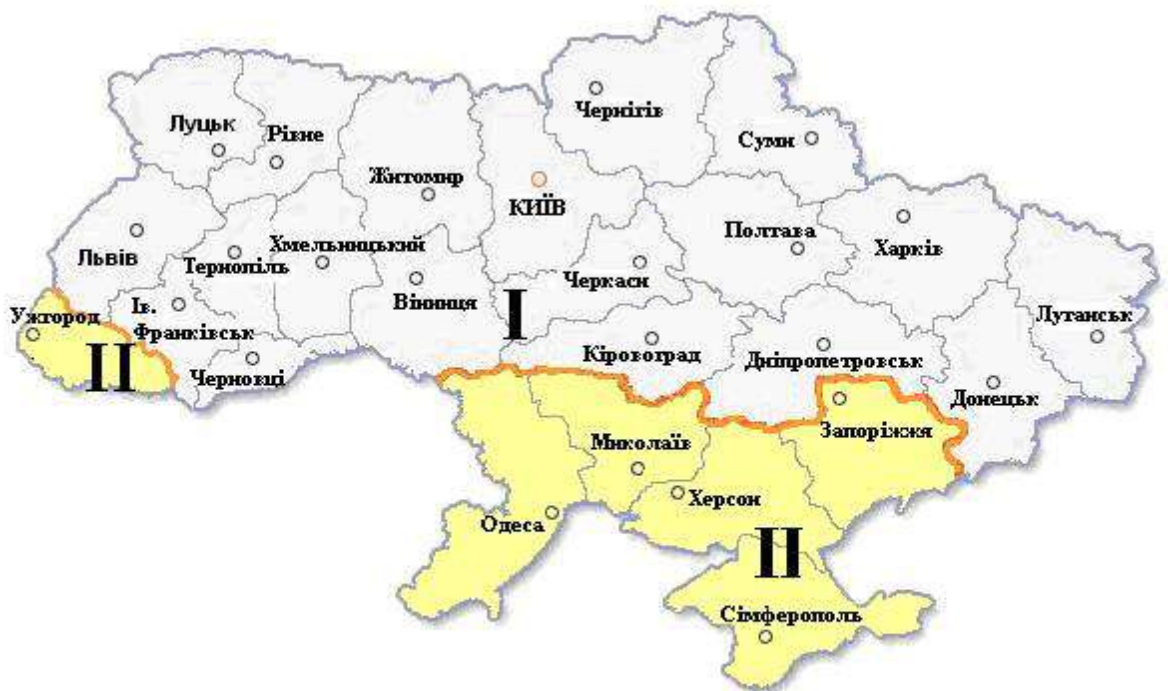 Чернігів
Луцьк
Рівне
Суми
Житомир
КИЇВ
Полтава
Харків
Львів
Тернопіль
Хмельницький
Черкаси
Вінниця
Ів.
Франківськ
I
Ужгород
II
Луганськ
Кіровоград
Дніпропетровськ
Черновці
Донецьк
Запоріжжя
Миколаїв
Херсон
Одеса
II
Сімферополь